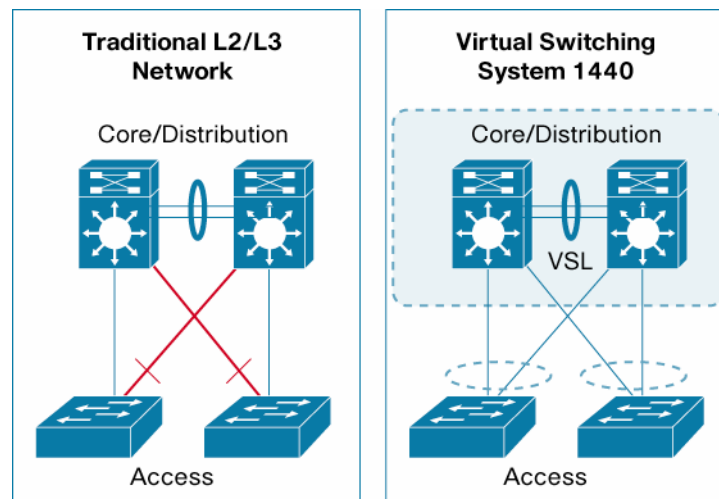 Traditional L2/L3
Network
Core/Distribution
Access
Virtual Switching
System 1440
Core/Distribution
VSL
Access